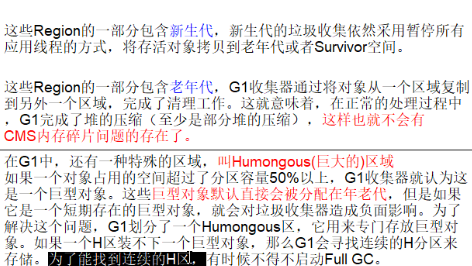 这些Region的一部分包含新生代，新生代的垃圾收集依然采用暂停所有
应用线程的方式，将存活对象拷贝到老年代或者Survivor空间。
这些Region的一部分包含老年代，G1收集器通过将对象从一个区域复制
到另外一个区域，完成了清理工作。这就意味着，在正常的处理过程中
，G1完成了堆的压缩（至少是部分堆的压缩），这样也就不会有
CMS内存碎片问题的存在了。
在G1中，还有一种特殊的区域，叫Humongous(巨大的)区域
如果一个对象占用的空间超过了分区容量50%以上，G1收集器就认为这
是一个巨型对象。这些巨型对象默认直接会被分配在年老代，但是如果
它是一个短期存在的巨型对象，就会对垃圾收集器造成负面影响。为了
解决这个问题，G1划分了一个Humongous区，它用来专门存放巨型对
象。如果一个H区装不下一个巨型对象，那么G1会寻找连续的H分区来
存储。为了能找到连续的H区，有时候不得不启动Full GC。